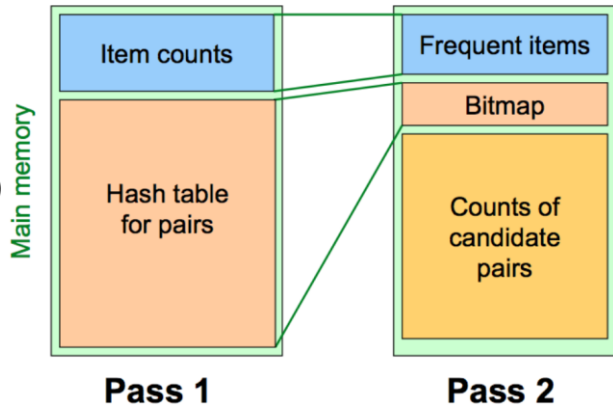 Main memory
Item counts
Hash table
for pairs
Pass 1
Frequent items
Bitmap
Counts of
candidate
pairs
Pass 2